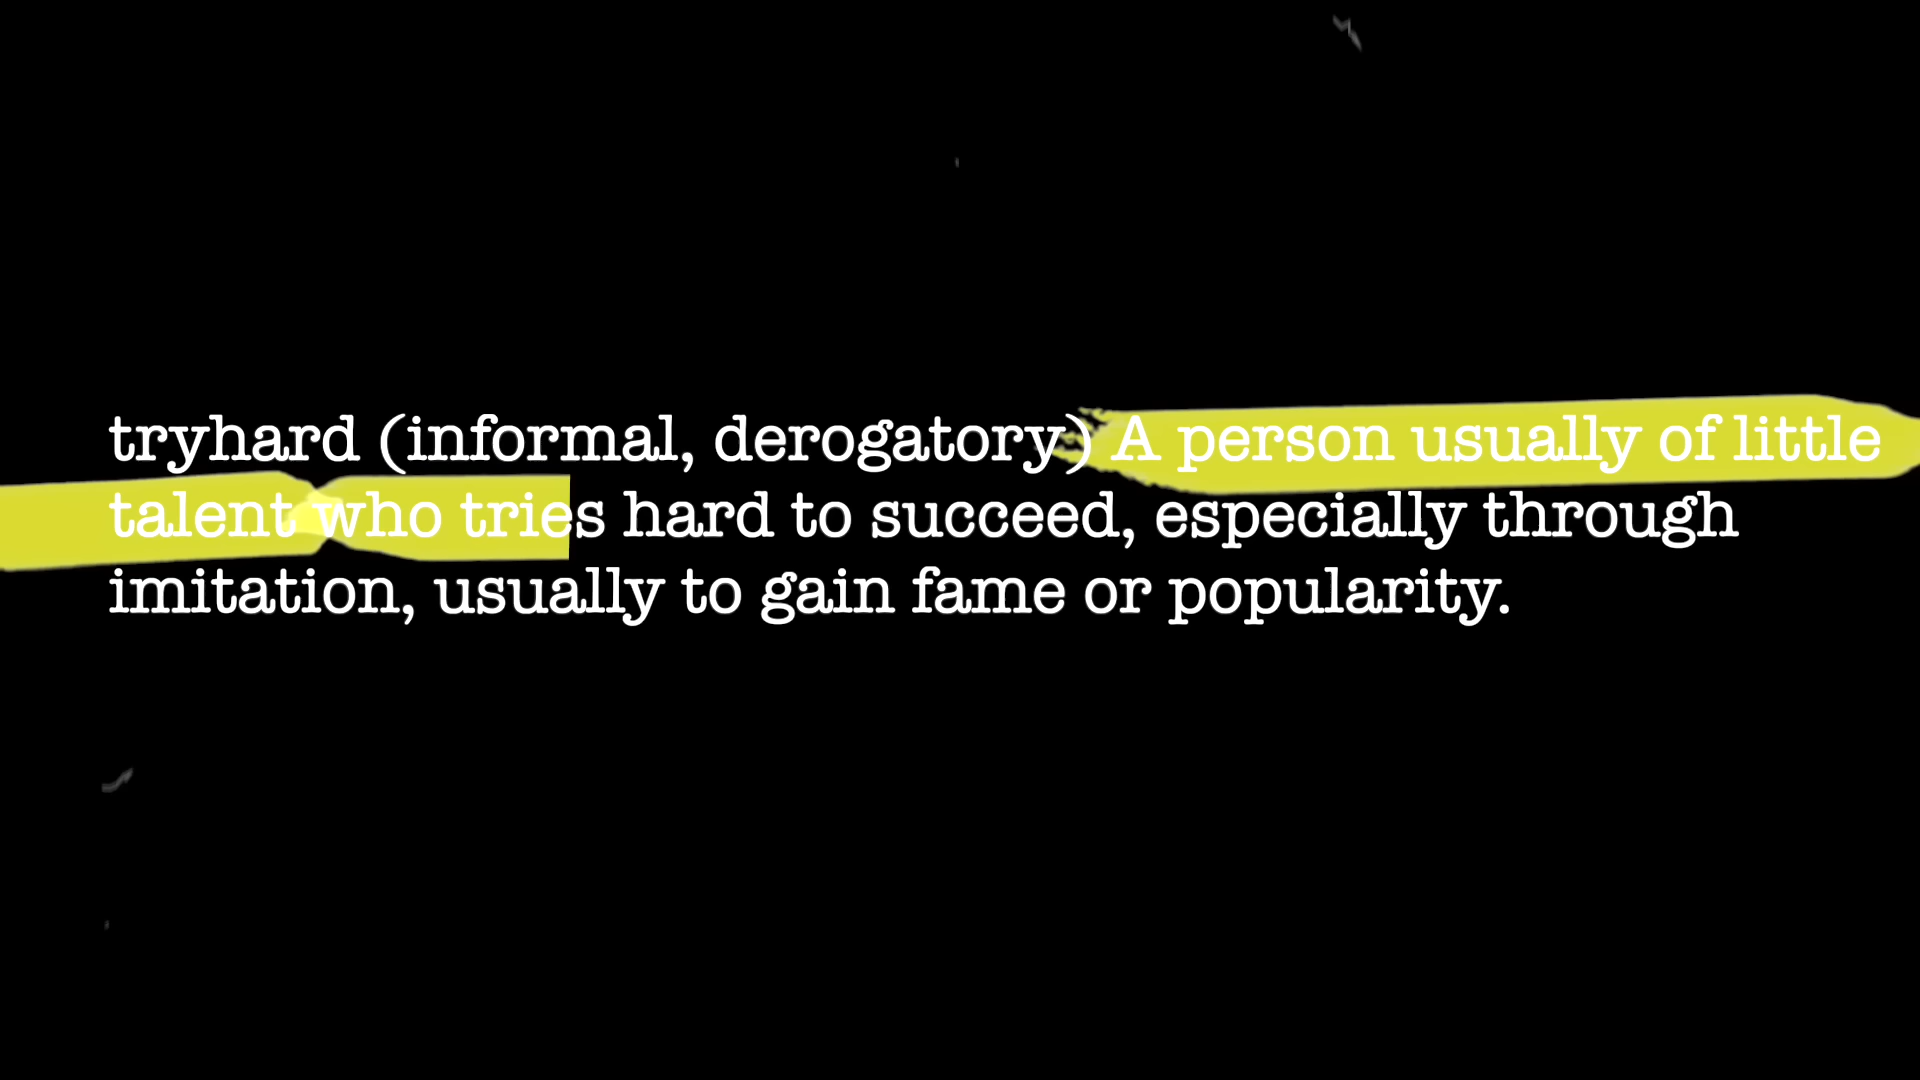 tryhard (informal, derogatory) A person usually of little
talent who tries hard to succeed, especially through
imitation, usually to gain fame or popularity.